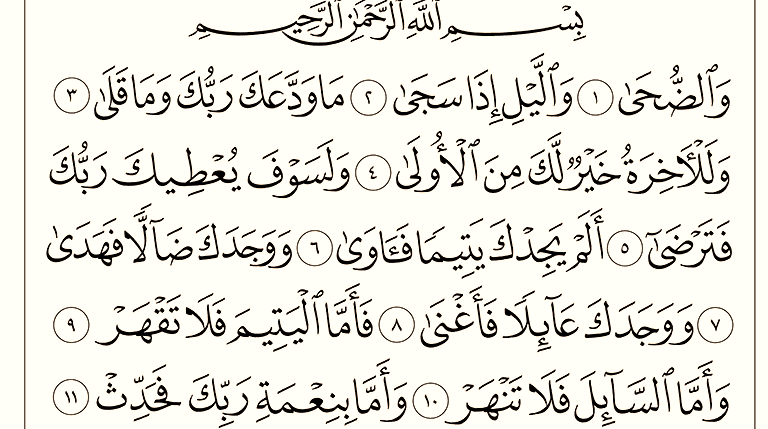 بِسْمِ ٱللَّهِ ٱلرَّحْمَٰنِ ٱلرَّحِيمِ
وَٱلضُّحَىٰ ١ وَٱلَّيْلِ إِذَا سَجَىٰ ٢ مَا وَدَّعَكَ رَبُّكَ وَمَا قَلَىٰ ٣
وَلَلْأَخِرَةُ خَيْرٌ لَّكَ مِنَ ٱلْأُولَىٰ ٤ وَلَسَوْفَ يُعْطِيكَ رَبُّكَ
فَتَرْضَىٰٓ ٥ أَلَمْ يَجِدْكَ يَتِيمًا فَـَٔاوَىٰ ٦ وَوَجَدَكَ ضَآلًّا فَهَدَىٰ
٧ وَوَجَدَكَ عَآئِلًا فَأَغْنَىٰ ٨ فَأَمَّا ٱلْيَتِيمَ فَلَا تَقْهَرْ ٩
وَأَمَّا ٱلسَّآئِلَ فَلَا تَنْهَرْ ١٠ وَأَمَّا بِنِعْمَةِ رَبِّكَ فَحَدِّثْ ١١